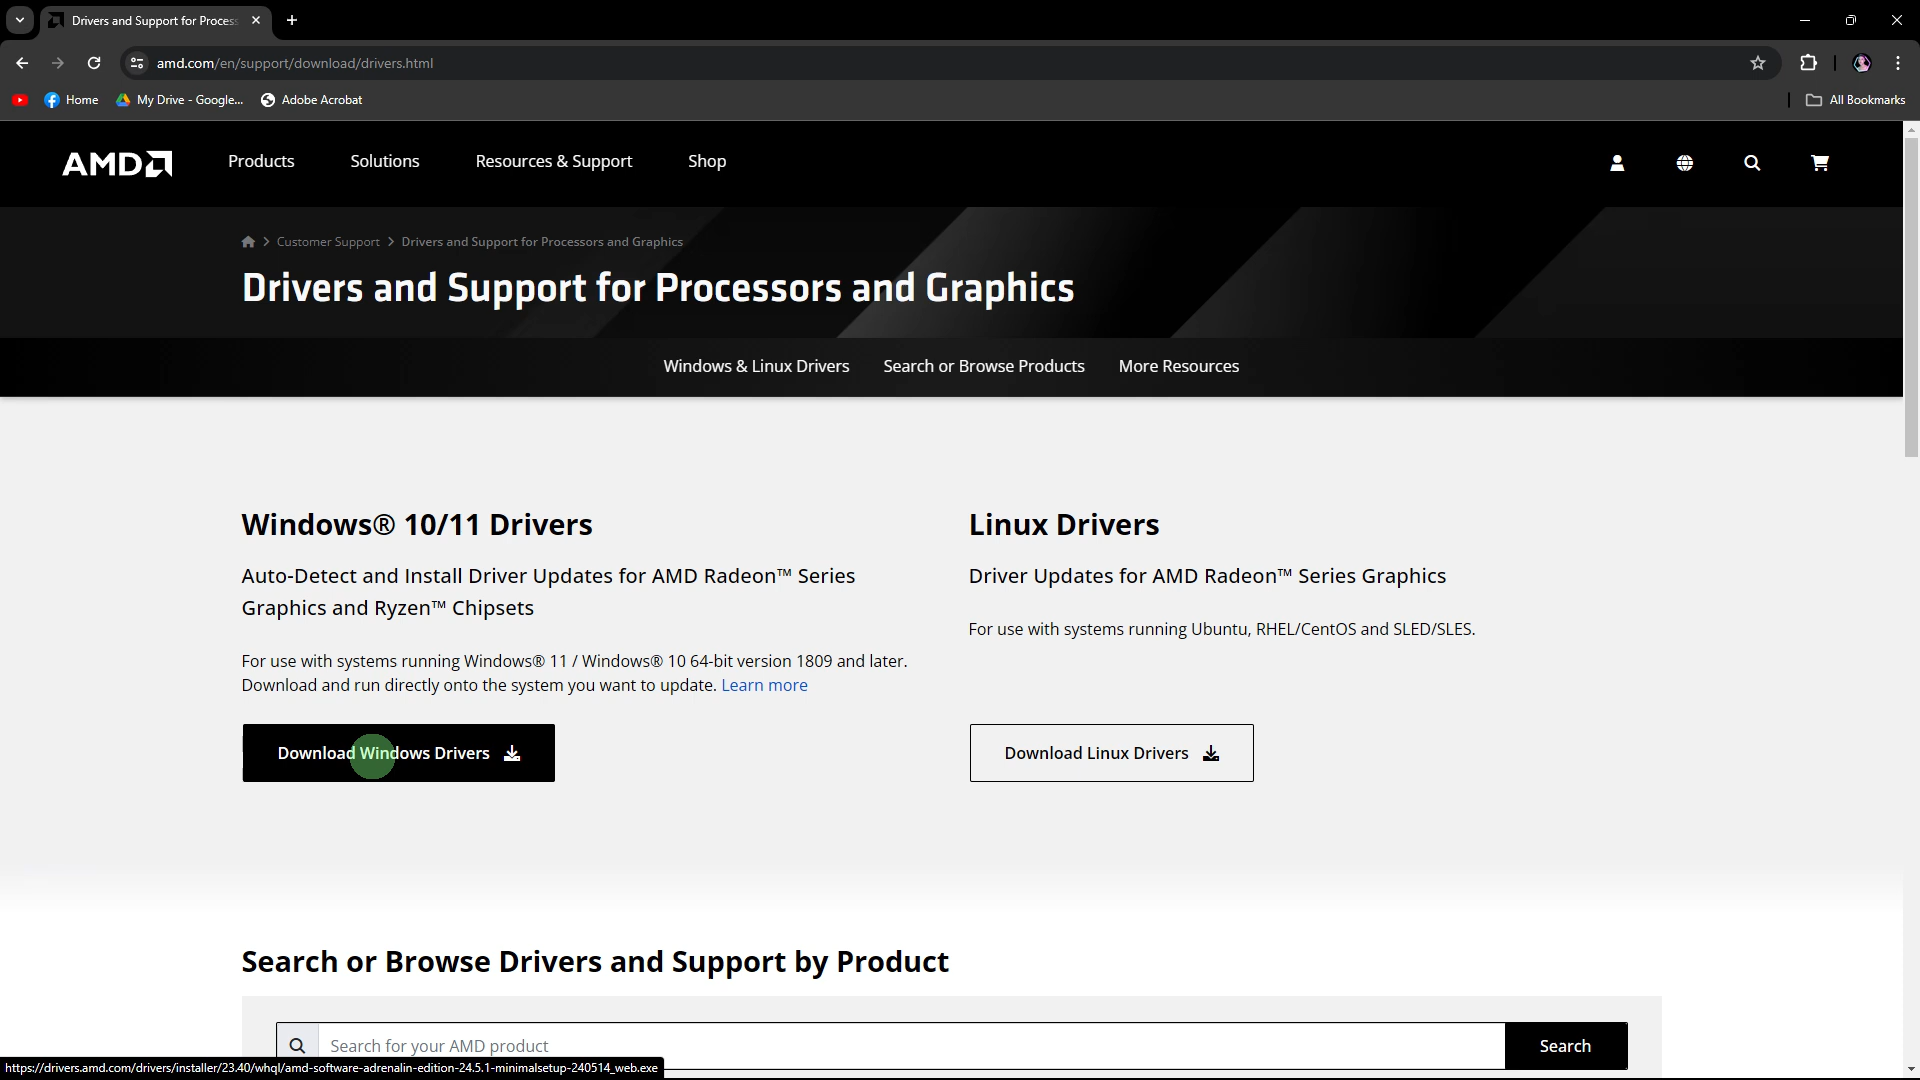 Drivers and Support for Process
amd.com/en/support/download/drivers.html
Home
My Drive - Google...
Adobe Acrobat
All Bookmarks
AMD
Products
Solutions
Resources & Support
Shop
Customer Support
Drivers and Support for Processors and Graphics
Drivers and Support for Processors and Graphics
Windows & Linux Drivers
Search or Browse Products
More Resources
Windows® 10/11 Drivers
Auto-Detect and Install Driver Updates for AMD Radeon™ Series
Graphics and Ryzen™ Chipsets
For use with systems running Windows® 11 / Windows® 10 64-bit version 1809 and later.
Download and run directly onto the system you want to update. Learn more
Download Windows Drivers
Linux Drivers
Driver Updates for AMD Radeon™ Series Graphics
For use with systems running Ubuntu, RHEL/CentOS and SLED/SLES.
Download Linux Drivers
Search or Browse Drivers and Support by Product
Search for your AMD product
Search
https://drivers.amd.com/drivers/installer/23.40/whql/amd-software-adrenalin-edition-24.5.1-minimalsetup-240514_web.exe